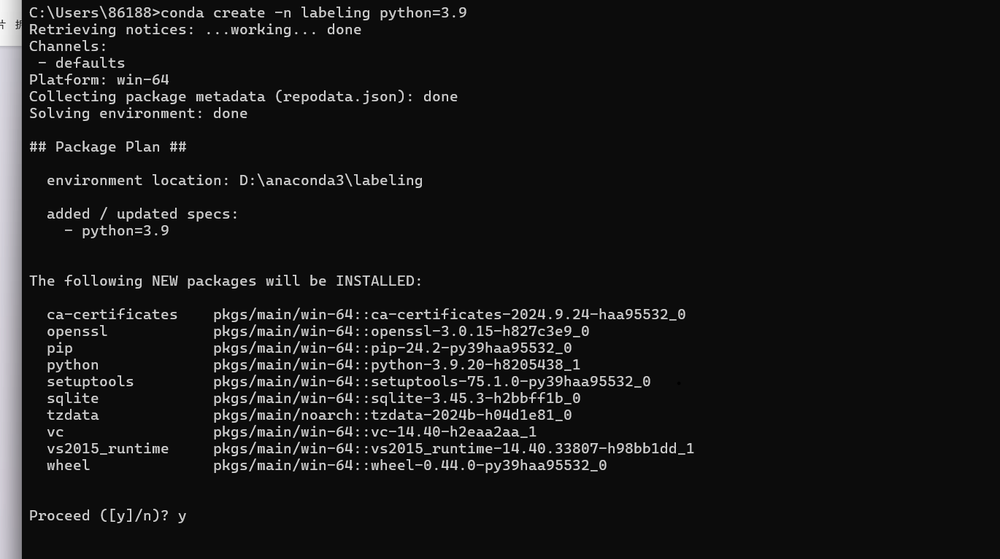 片
C:\Users\86188>conda create -n labeling python=3.9
Retrieving notices: ...working... done
Channels:
 - defaults
Platform: win-64
Collecting package metadata (repodata.json): done
Solving environment: done
## Package Plan ##
  environment location: D:\anaconda3\labeling
  added / updated specs:
    - python=3.9
The following NEW packages will be INSTALLED:
  ca-certificates    pkgs/main/win-64::ca-certificates-2024.9.24-haa95532_0
  openssl            pkgs/main/win-64::openssl-3.0.15-h827c3e9_0
  pip                pkgs/main/win-64::pip-24.2-py39haa95532_0
  python             pkgs/main/win-64::python-3.9.20-h8205438_1
  setuptools         pkgs/main/win-64::setuptools-75.1.0-py39haa95532_0
  sqlite             pkgs/main/win-64::sqlite-3.45.3-h2bbff1b_0
  tzdata             pkgs/main/noarch::tzdata-2024b-h04d1e81_0
  vc                 pkgs/main/win-64::vc-14.40-h2eaa2aa_1
  vs2015_runtime     pkgs/main/win-64::vs2015_runtime-14.40.33807-h98bb1dd_1
  wheel              pkgs/main/win-64::wheel-0.44.0-py39haa95532_0
Proceed ([y]/n)? y